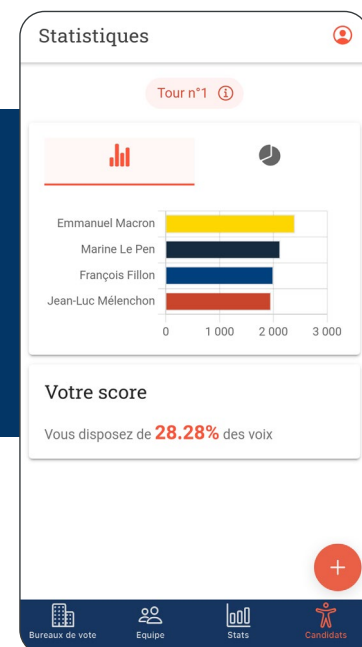 Statistiques
Tour n°1
Emmanuel Macron
Marine Le Pen
François Fillon
Jean-Luc Mélenchon
0 1 000 2 000 3 000
Votre score
Vous disposez de 28.28% des voix
+
Bureaux de vote Equipe Stats Candidats